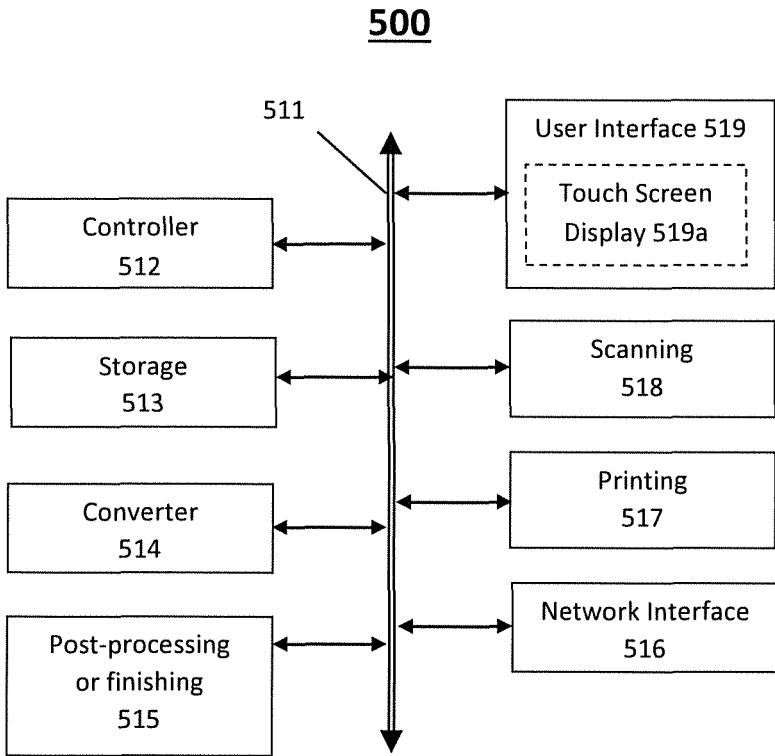 500
511
User Interface 519
Touch Screen
Display 519a
Controller
512
Storage
513
Scanning
518
Converter
514
Printing
517
Post-processing
or finishing
515
Network Interface
516